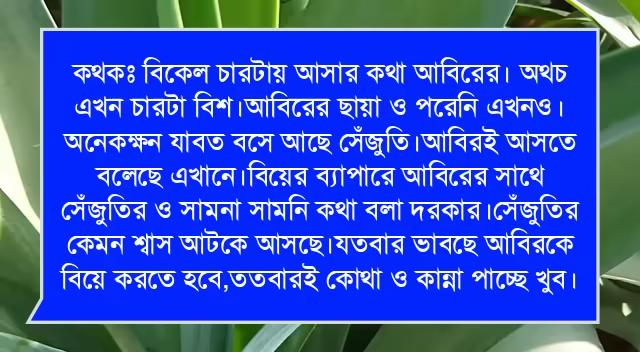 কথকঃ বিকেল চারটায় আসার কথা আবিরের। অথচ
এখন চারটা বিশ।আবিরের ছায়া ও পরেনি এখনও।
অনেকক্ষন যাবত বসে আছে সেঁজুতি।আবিরই আসতে
বলেছে এখানে।বিয়ের ব্যাপারে আবিরের সাথে
সেঁজুতির ও সামনা সামনি কথা বলা দরকার।সেঁজুতির
কেমন শ্বাস আটকে আসছে।যতবার ভাবছে আবিরকে
বিয়ে করতে হবে,ততবারই কোথা ও কান্না পাচ্ছে খুব।